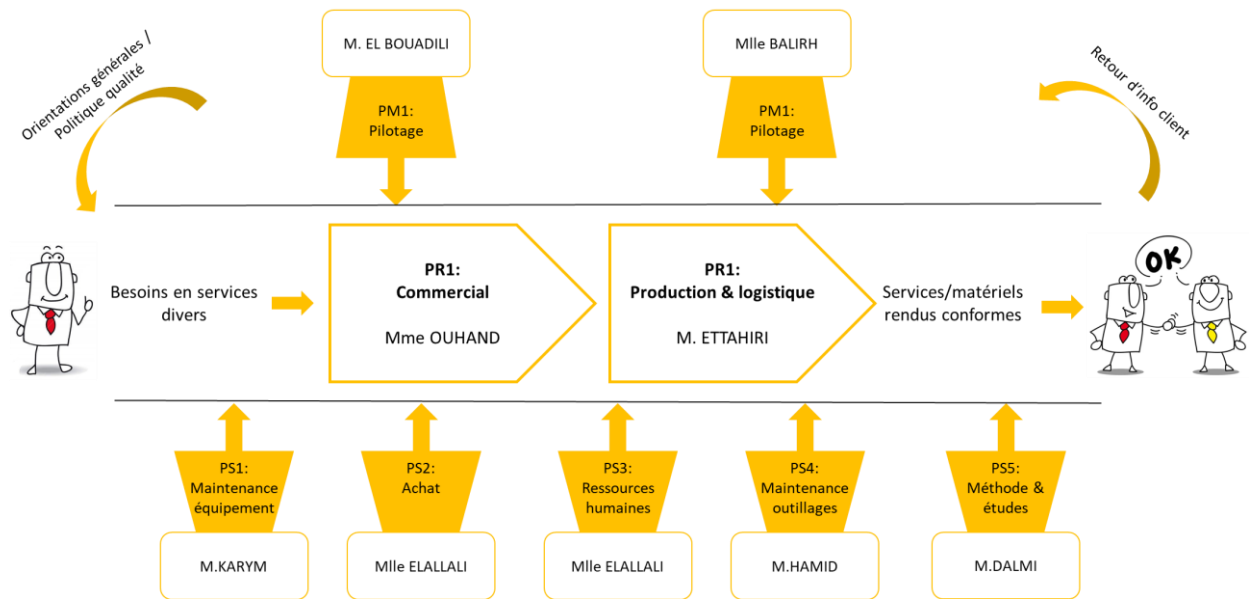 Orientations générales /
Politique qualité
M. EL BOUADILI
PM1:
Pilotage
Mlle BALIRH
PM1:
Pilotage
Retour d'info client
Besoins en services
divers
PR1:
Commercial
Mme OUHAND
PR1:
Production & logistique
M. ETTAHIRI
Services/matériels
rendus conformes
OK
PS1:
Maintenance
équipement
M.KARYM
PS2:
Achat
Mlle ELALLALI
PS3:
Ressources
humaines
Mlle ELALLALI
PS4:
Maintenance
outillages
M.HAMID
PS5:
Méthode &
études
M.DALMI